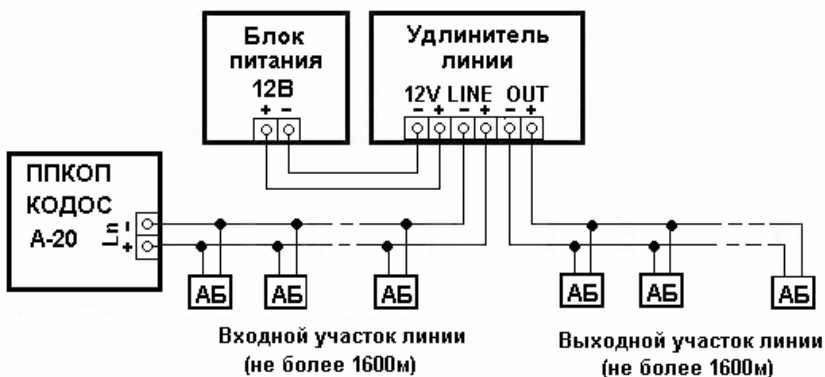 Блок
питания
12В
+ −
Удлинитель
линии
12V LINE OUT
− + − + − +
ППКОП
КОДОС
А-20
Ln
−
+
АБ АБ АБ АБ АБ АБ
Входной участок линии
(не более 1600м)
Выходной участок линии
(не более 1600м)